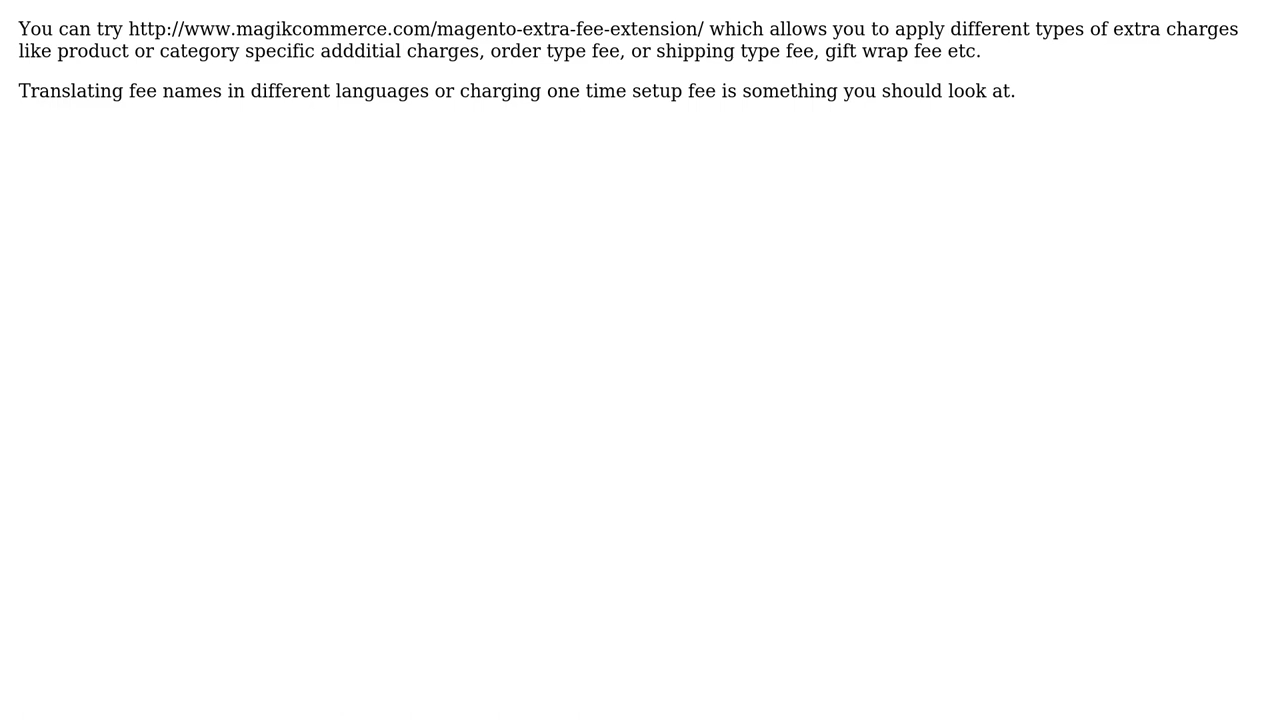 You can try http://www.magikcommerce.com/magento-extra-fee-extension/ which allows you to apply different types of extra charges
like product or category specific addditial charges, order type fee, or shipping type fee, gift wrap fee etc.
Translating fee names in different languages or charging one time setup fee is something you should look at.